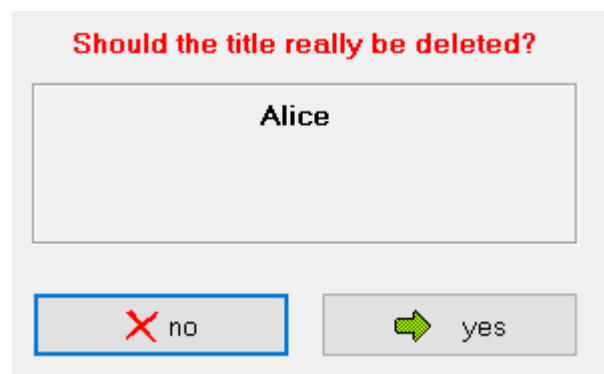 Should the title really be deleted?
Alice
no
yes